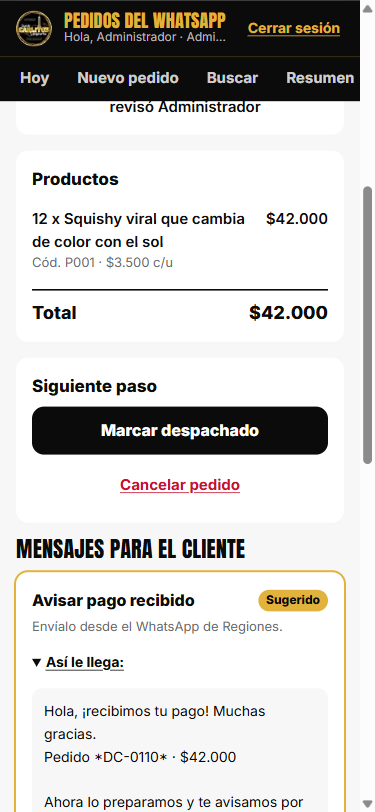 PEDIDOS DEL WHATSAPP
Hola, Administrador · Admi...
Cerrar sesión
Hoy
Nuevo pedido
Buscar
Resumen
revisó Administrador
Productos
12 x Squishy viral que cambia
$42.000
de color con el sol
Cód. P001 · $3.500 c/u
Total
$42.000
Siguiente paso
Marcar despachado
Cancelar pedido
MENSAJES PARA EL CLIENTE
Avisar pago recibido
Sugerido
Envíalo desde el WhatsApp de Regiones.
▼ Así le llega:
Hola, ¡recibimos tu pago! Muchas
gracias.
Pedido *DC-0110* · $42.000
Ahora lo preparamos y te avisamos por